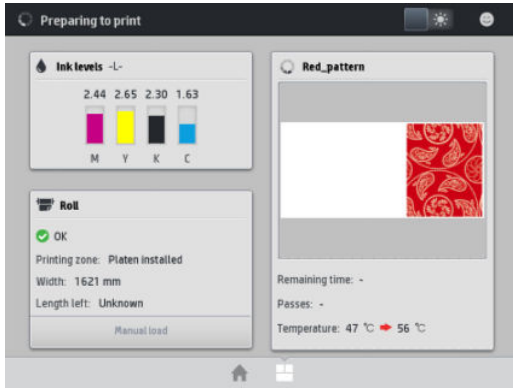 Preparing to print
Ink levels -L-
2.44 2.65 2.30 1.63
M Y K C
Roll
OK
Printing zone: Platen installed
Width: 1621 mm
Length left: Unknown
Manual load
Red_pattern
Remaining time: -
Passes: -
Temperature: 47 °C ➡ 56 °C